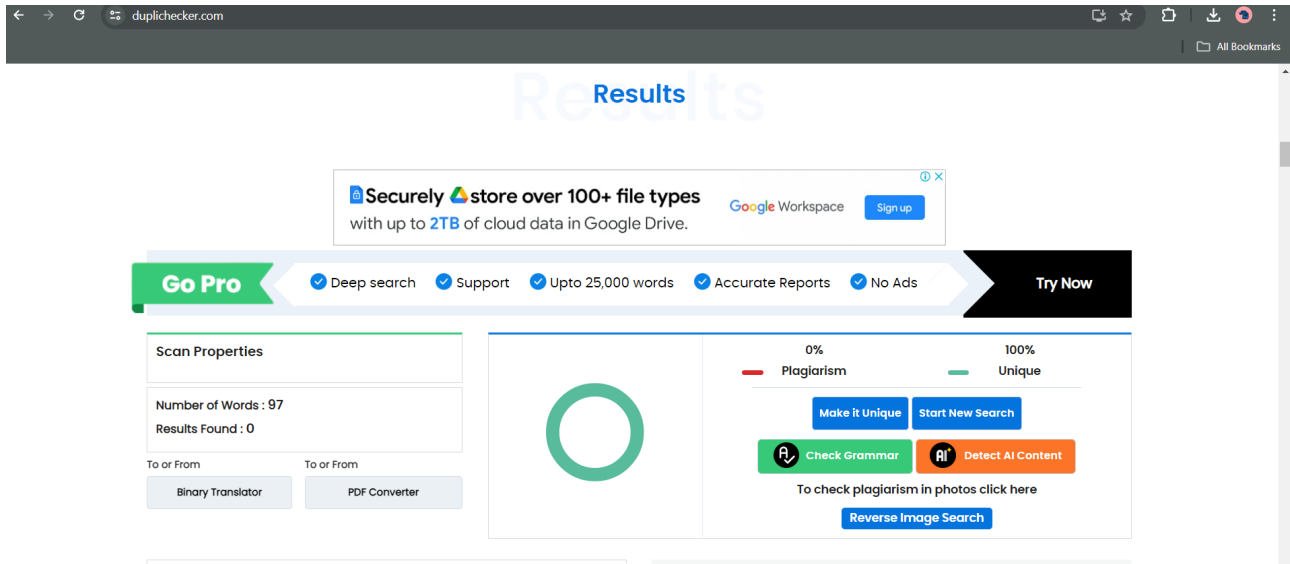 duplichecker.com
All Bookmarks
Results
Results
Securely store over 100+ file types
with up to 2TB of cloud data in Google Drive.
Google Workspace
Sign up
Go Pro
Deep search
Support
Upto 25,000 words
Accurate Reports
No Ads
Try Now
Scan Properties
Number of Words : 97
Results Found : 0
To or From
To or From
Binary Translator
PDF Converter
0%
100%
Plagiarism
Unique
Make it Unique
Start New Search
Check Grammar
AI
Detect AI Content
To check plagiarism in photos click here
Reverse Image Search